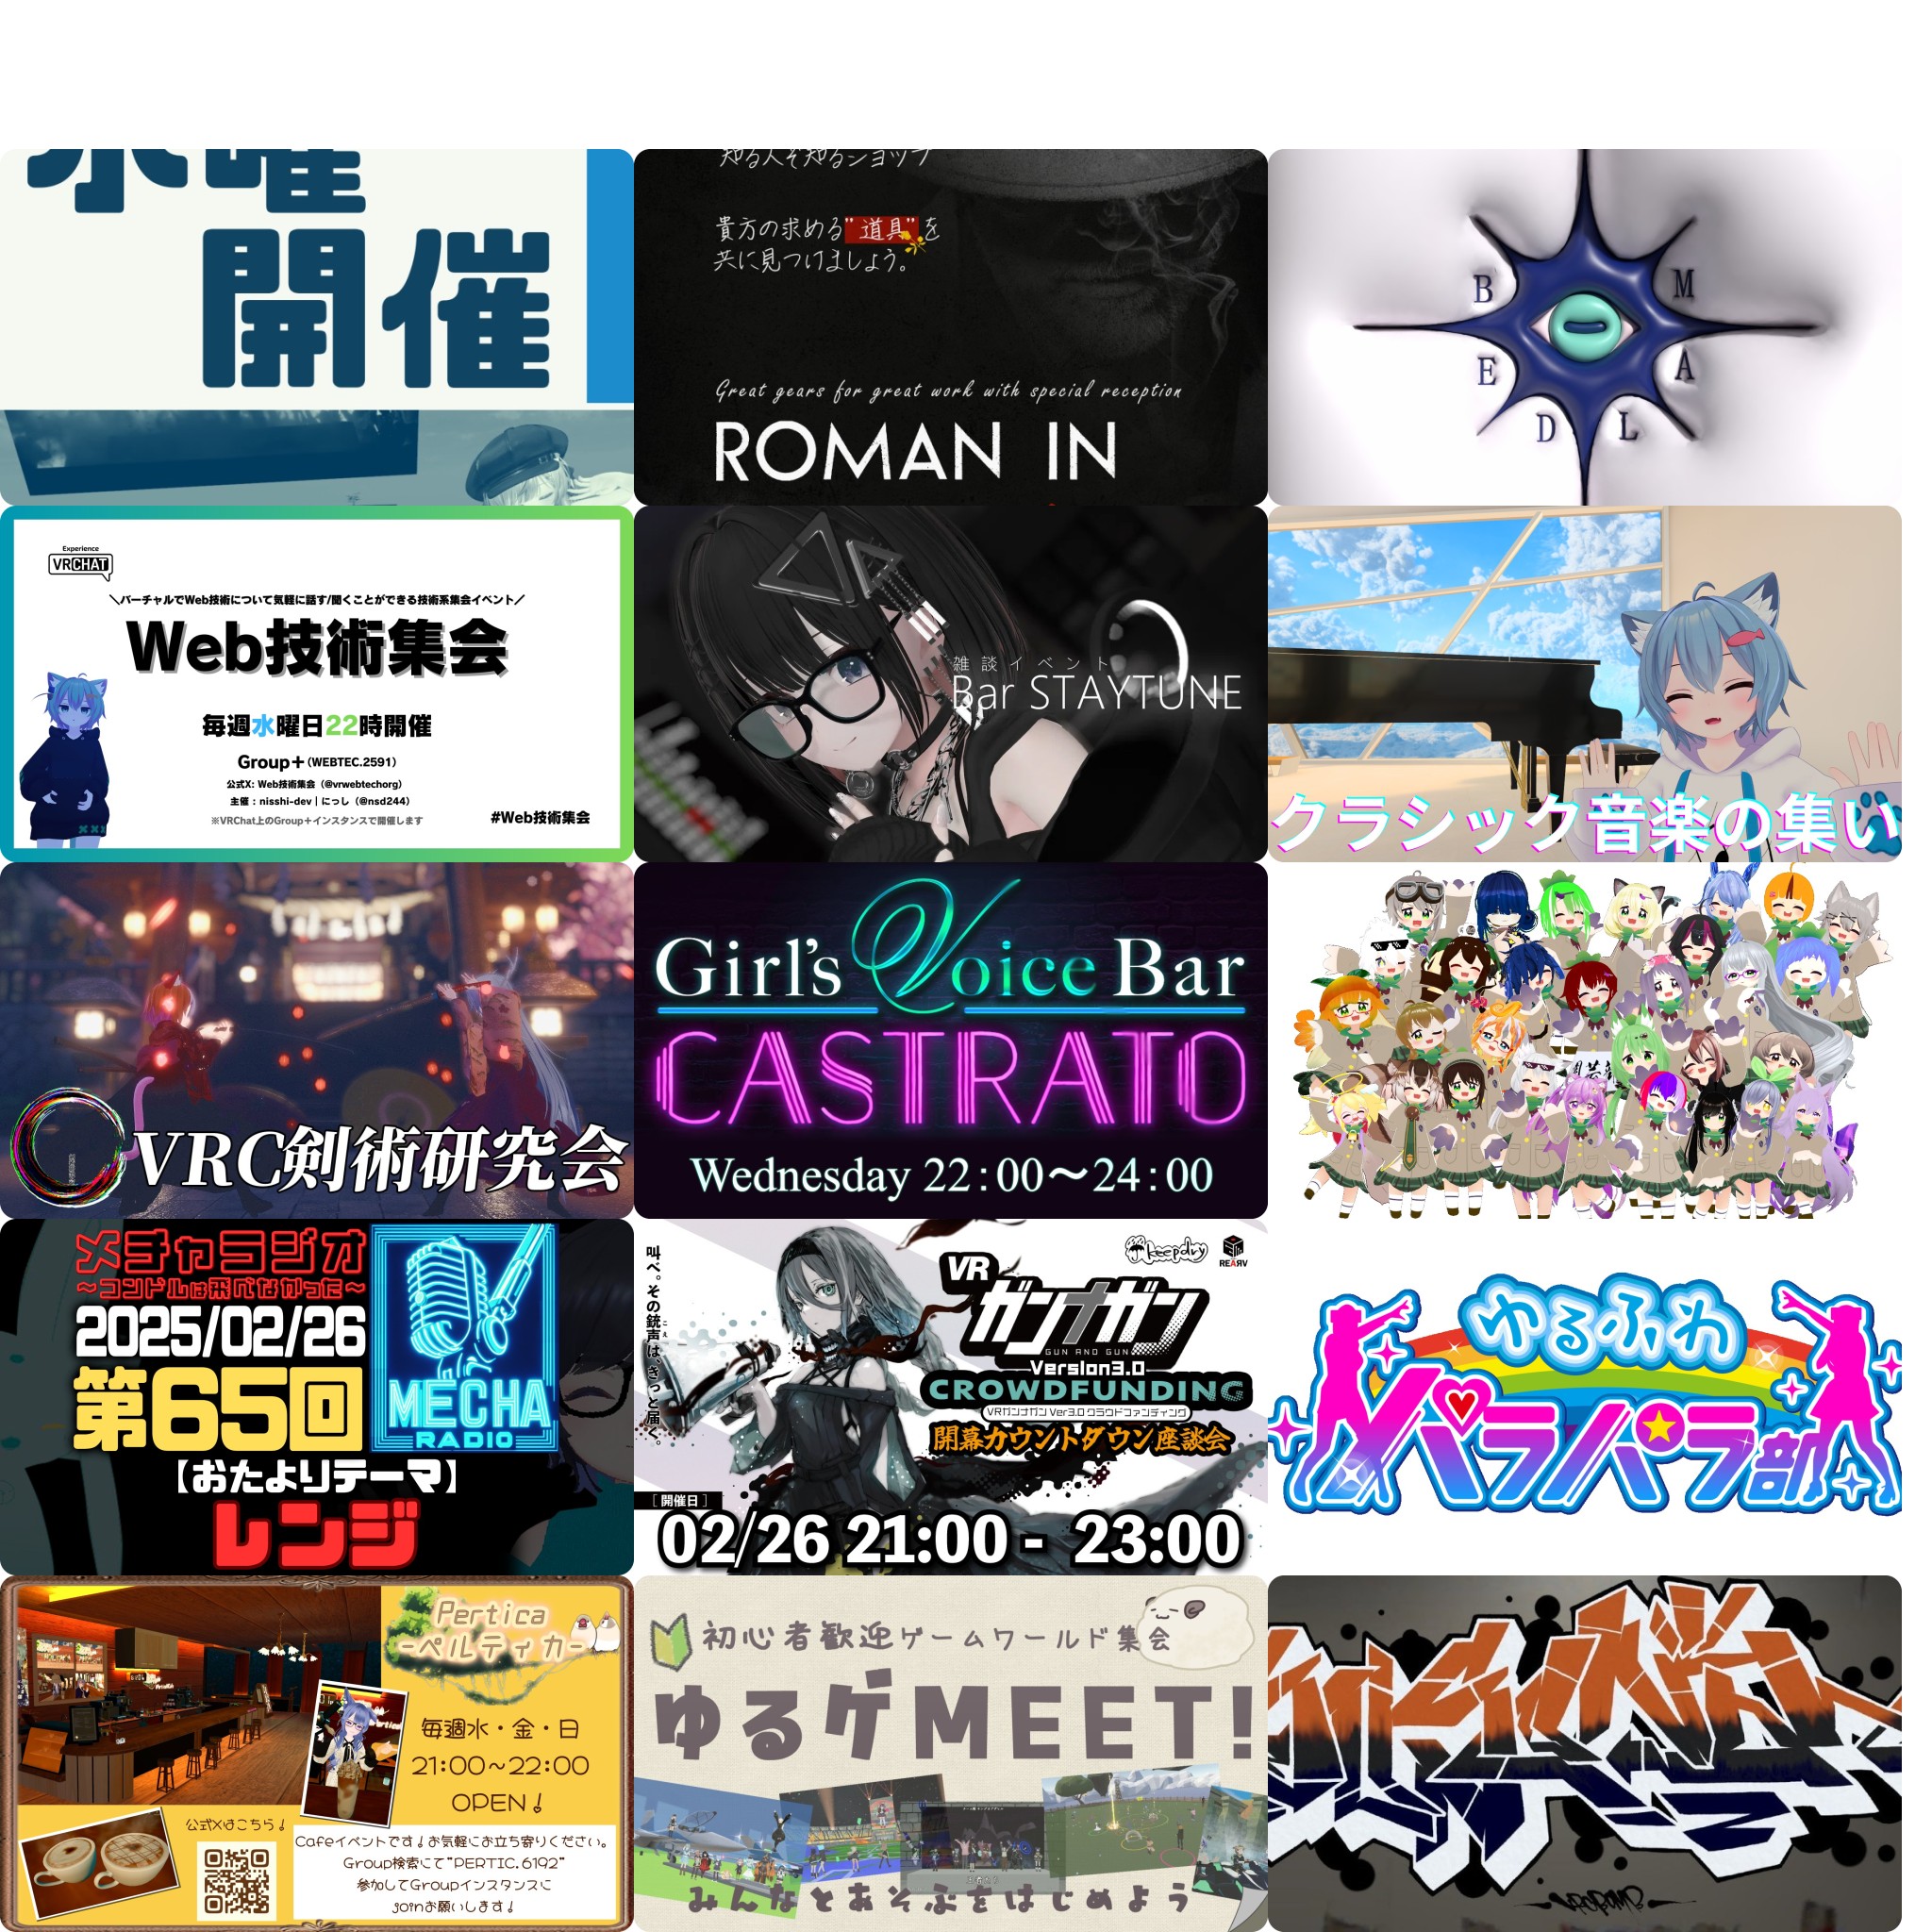 水曜
開催
知る人ぞ知るショップ
貴方の求める"道具"を
共に見つけましょう。
Great gears for great work with special reception
ROMAN IN
B M
E A
D L
Experience
VRCHAT
\バーチャルでWeb技術について気軽に話す/聞くことができる技術系集会イベント/
Web技術集会
毎週水曜日22時開催
Group+(WEBTEC.2591)
公式X: Web技術集会（@vrwebtechorg）
主催：nisshi-dev｜にっし（@nsd244）
※VRChat上のGroup+インスタンスで開催します
#Web技術集会
雑談イベント
Bar STAYTUNE
クラシック音楽の集い
VRC剣術研究会
Girl's Voice Bar
CASTRATO
Wednesday 22:00〜24:00
メチャラジオ
〜コンドルは飛べなかった〜
2025/02/26
第65回
MECHA
RADIO
【おたよりテーマ】
レンジ
叫べ。その銃声は、きっと届く。
こえ
keepdry
REARV
VR
ガンナガン
GUN AND GUN
Version3.0
CROWDFUNDING
VRガンナガン Ver3.0 クラウドファンディング
開幕カウントダウン座談会
[開催日]
02/26 21:00 - 23:00
ゆるふわ
パラパラ部
Pertica
-ペルティカ-
毎週水・金・日
21:00~22:00
OPEN!
公式Xはこちら!
Cafeイベントです!お気軽にお立ち寄りください。
Group検索にて"PERTIC.6192"
参加してGroupインスタンスに
joinお願いします!
初心者歓迎ゲームワールド集会
ゆるゲMEET!
みんなとあそぶをはじめよう